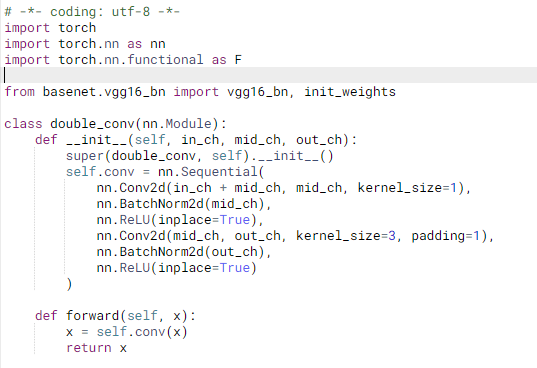 # -*- coding: utf-8 -*-
import torch
import torch.nn as nn
import torch.nn.functional as F

from basenet.vgg16_bn import vgg16_bn, init_weights

class double_conv(nn.Module):
    def __init__(self, in_ch, mid_ch, out_ch):
        super(double_conv, self).__init__()
        self.conv = nn.Sequential(
            nn.Conv2d(in_ch + mid_ch, mid_ch, kernel_size=1),
            nn.BatchNorm2d(mid_ch),
            nn.ReLU(inplace=True),
            nn.Conv2d(mid_ch, out_ch, kernel_size=3, padding=1),
            nn.BatchNorm2d(out_ch),
            nn.ReLU(inplace=True)
        )

    def forward(self, x):
        x = self.conv(x)
        return x